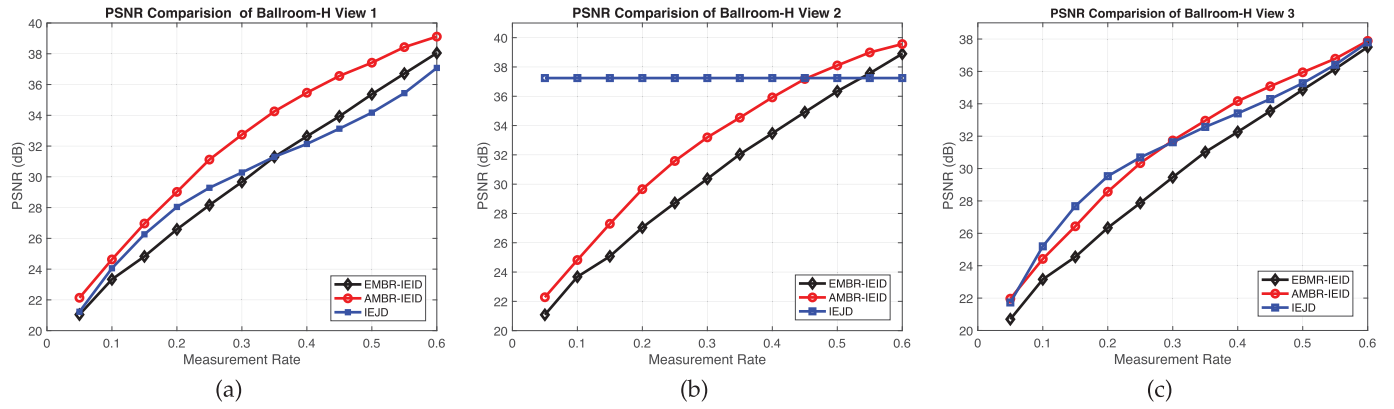 PSNR Comparision of Ballroom-H View 1
PSNR (dB)
40
38
36
34
32
30
28
26
24
22
20
0 0.1 0.2 0.3 0.4 0.5 0.6
Measurement Rate
EMBR-IEID
AMBR-IEID
IEJD
(a)
PSNR Comparision of Ballroom-H View 2
PSNR (dB)
40
38
36
34
32
30
28
26
24
22
20
0 0.1 0.2 0.3 0.4 0.5 0.6
Measurement Rate
EMBR-IEID
AMBR-IEID
IEJD
(b)
PSNR Comparision of Ballroom-H View 3
PSNR (dB)
38
36
34
32
30
28
26
24
22
20
0 0.1 0.2 0.3 0.4 0.5 0.6
Measurement Rate
EBMR-IEID
AMBR-IEID
IEJD
(c)